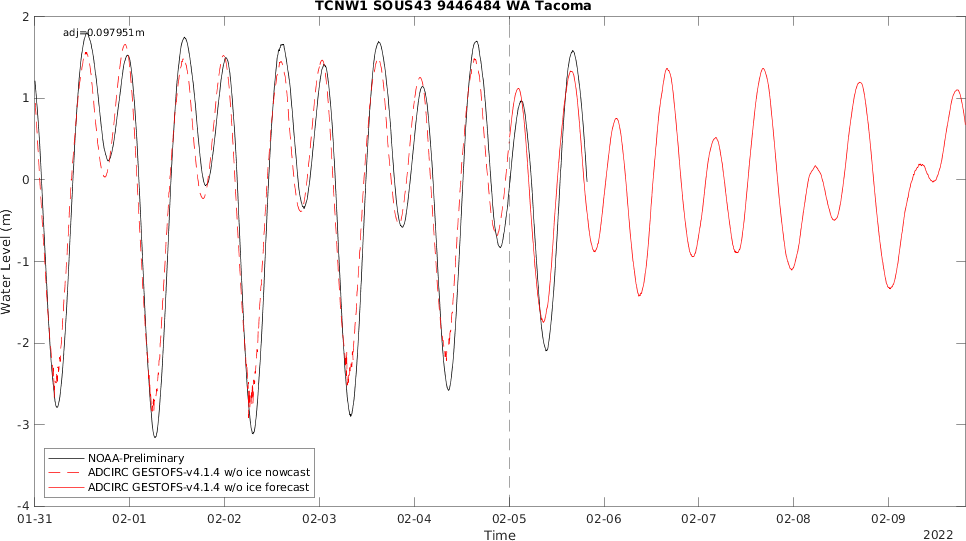 TCNW1 SOUS43 9446484 WA Tacoma
adj=0.097951m
2
1
0
-1
-2
-3
-4
Water Level (m)
NOAA-Preliminary
ADCIRC GESTOFS-v4.1.4 w/o ice nowcast
ADCIRC GESTOFS-v4.1.4 w/o ice forecast
01-31 02-01 02-02 02-03 02-04 02-05 02-06 02-07 02-08 02-09
Time
2022